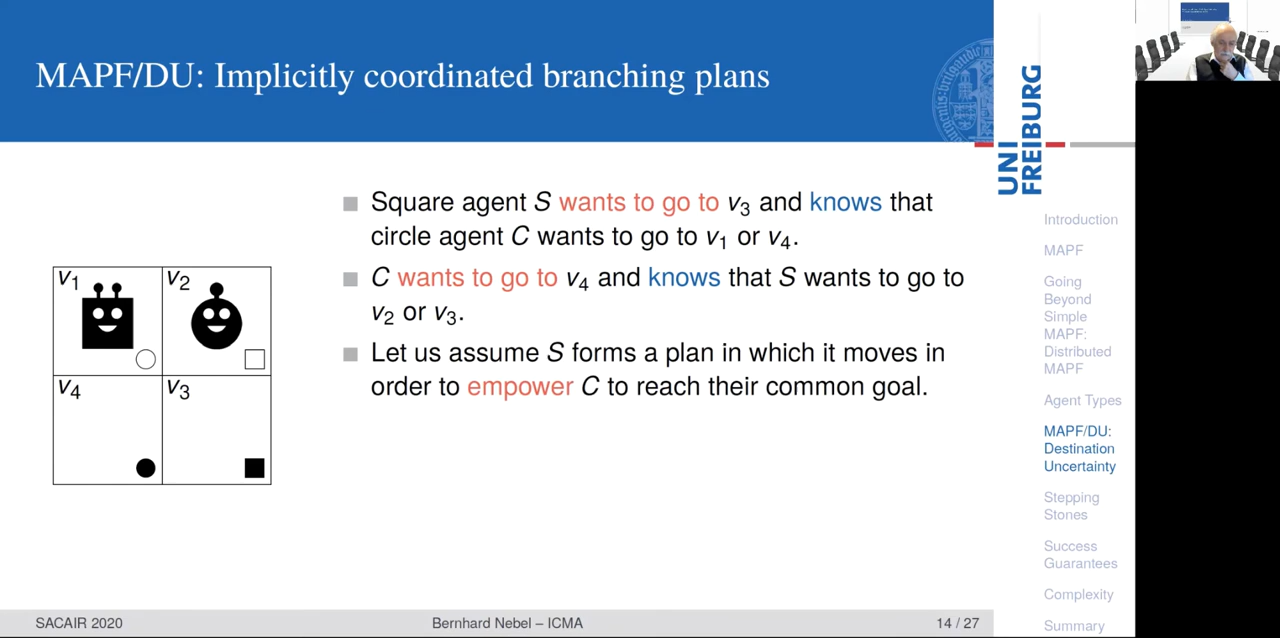 MAPF/DU: Implicitly coordinated branching plans
UNI
FREIBURG
Square agent S wants to go to v3 and knows that
circle agent C wants to go to v1 or v4.
C wants to go to v4 and knows that S wants to go to
v2 or v3.
Let us assume S forms a plan in which it moves in
order to empower C to reach their common goal.
v1
v2
v4
v3
Introduction
MAPF
Going
Beyond
Simple
MAPF:
Distributed
MAPF
Agent Types
MAPF/DU:
Destination
Uncertainty
Stepping
Stones
Success
Guarantees
Complexity
Summary
SACAIR 2020
Bernhard Nebel – ICMA
14 / 27